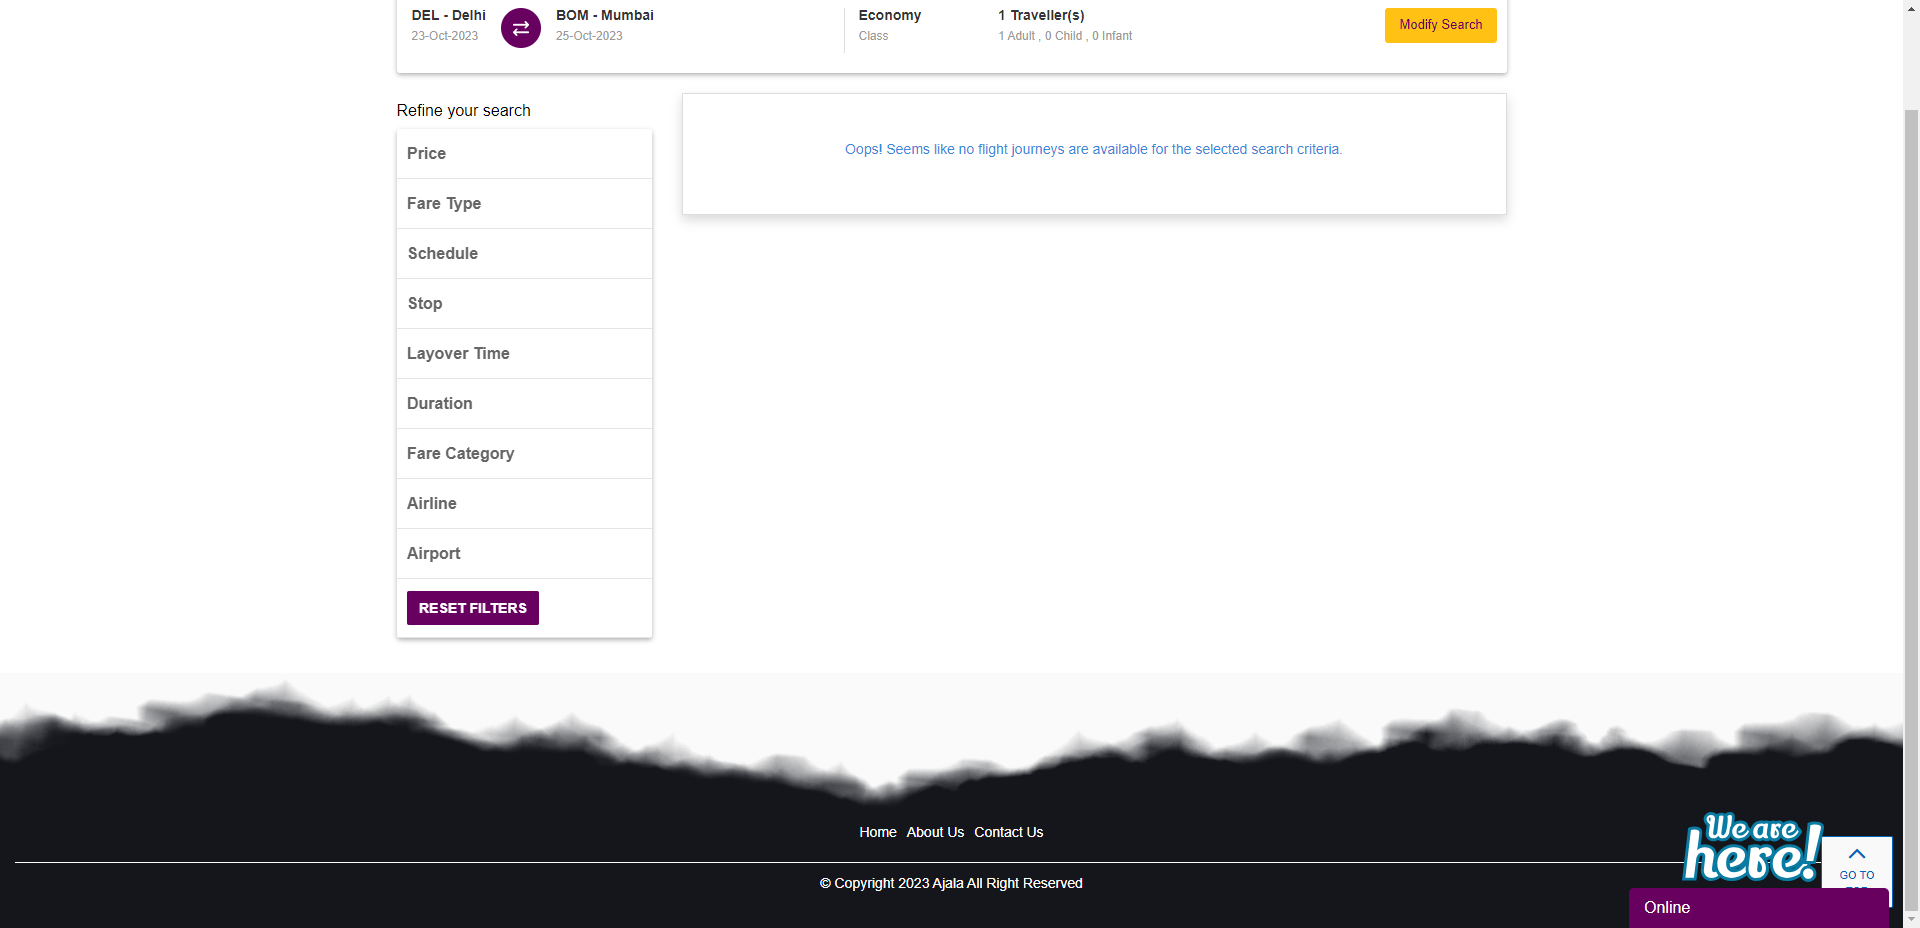 DEL - Delhi
23-Oct-2023
BOM - Mumbai
25-Oct-2023
Economy
Class
1 Traveller(s)
1 Adult , 0 Child , 0 Infant
Modify Search
Refine your search
Price
Fare Type
Schedule
Stop
Layover Time
Duration
Fare Category
Airline
Airport
RESET FILTERS
Oops! Seems like no flight journeys are available for the selected search criteria.
Home About Us Contact Us
© Copyright 2023 Ajala All Right Reserved
We are
here!
GO TO
Online